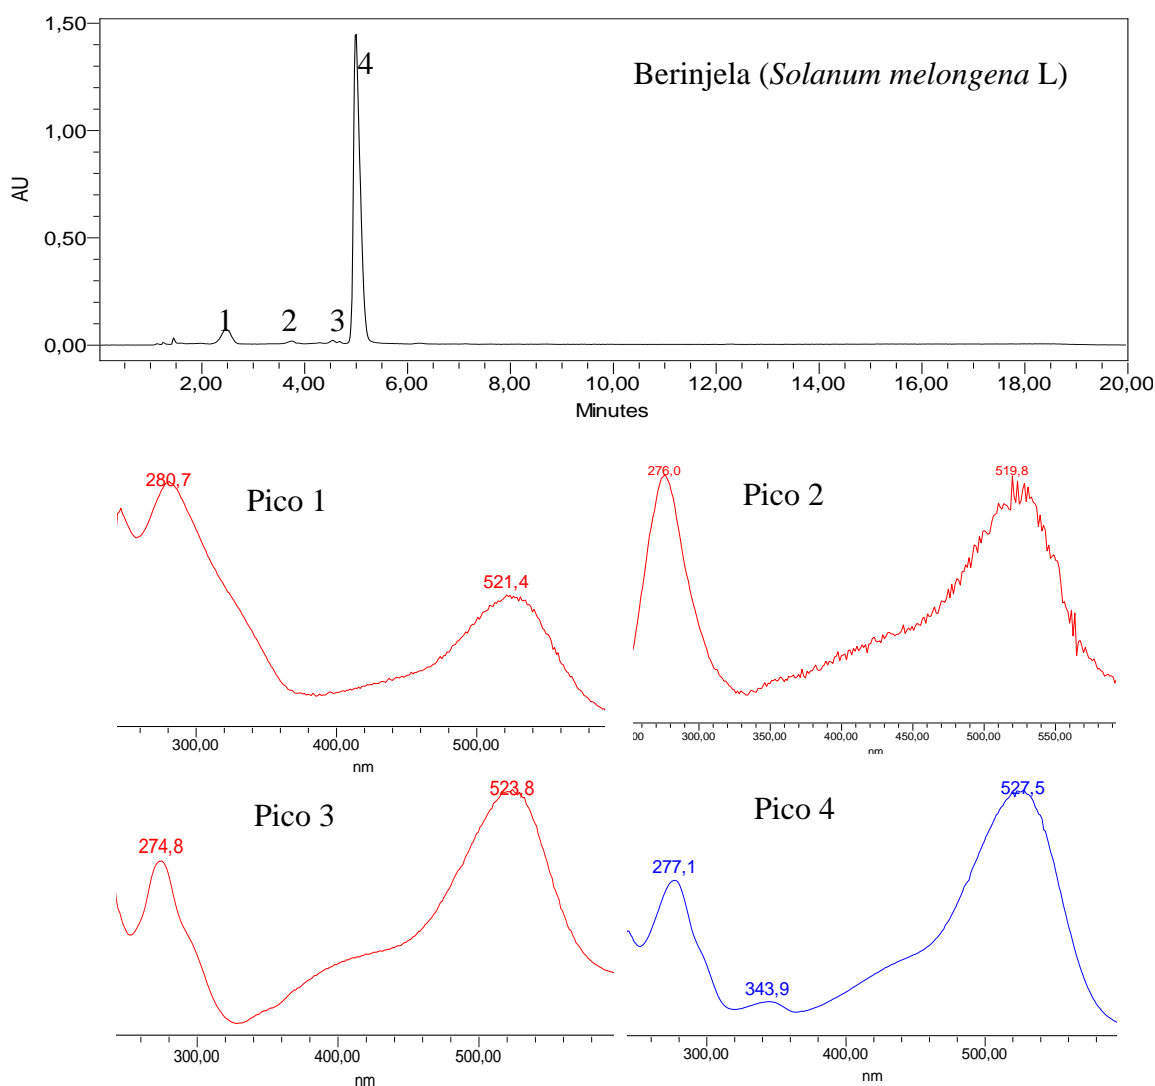 1,50
4
Berinjela (Solanum melongena L)
1,00
AU
0,50
1
2
3
0,00
2,00 4,00 6,00 8,00 10,00 12,00 14,00 16,00 18,00 20,00
Minutes
280,7
Pico 1
521,4
300,00 400,00 500,00
nm
276,0
Pico 2
519,8
00 300,00 350,00 400,00 450,00 500,00 550,00
nm
274,8
Pico 3
523,8
300,00 400,00 500,00
nm
277,1
Pico 4
527,5
343,9
300,00 400,00 500,00
nm